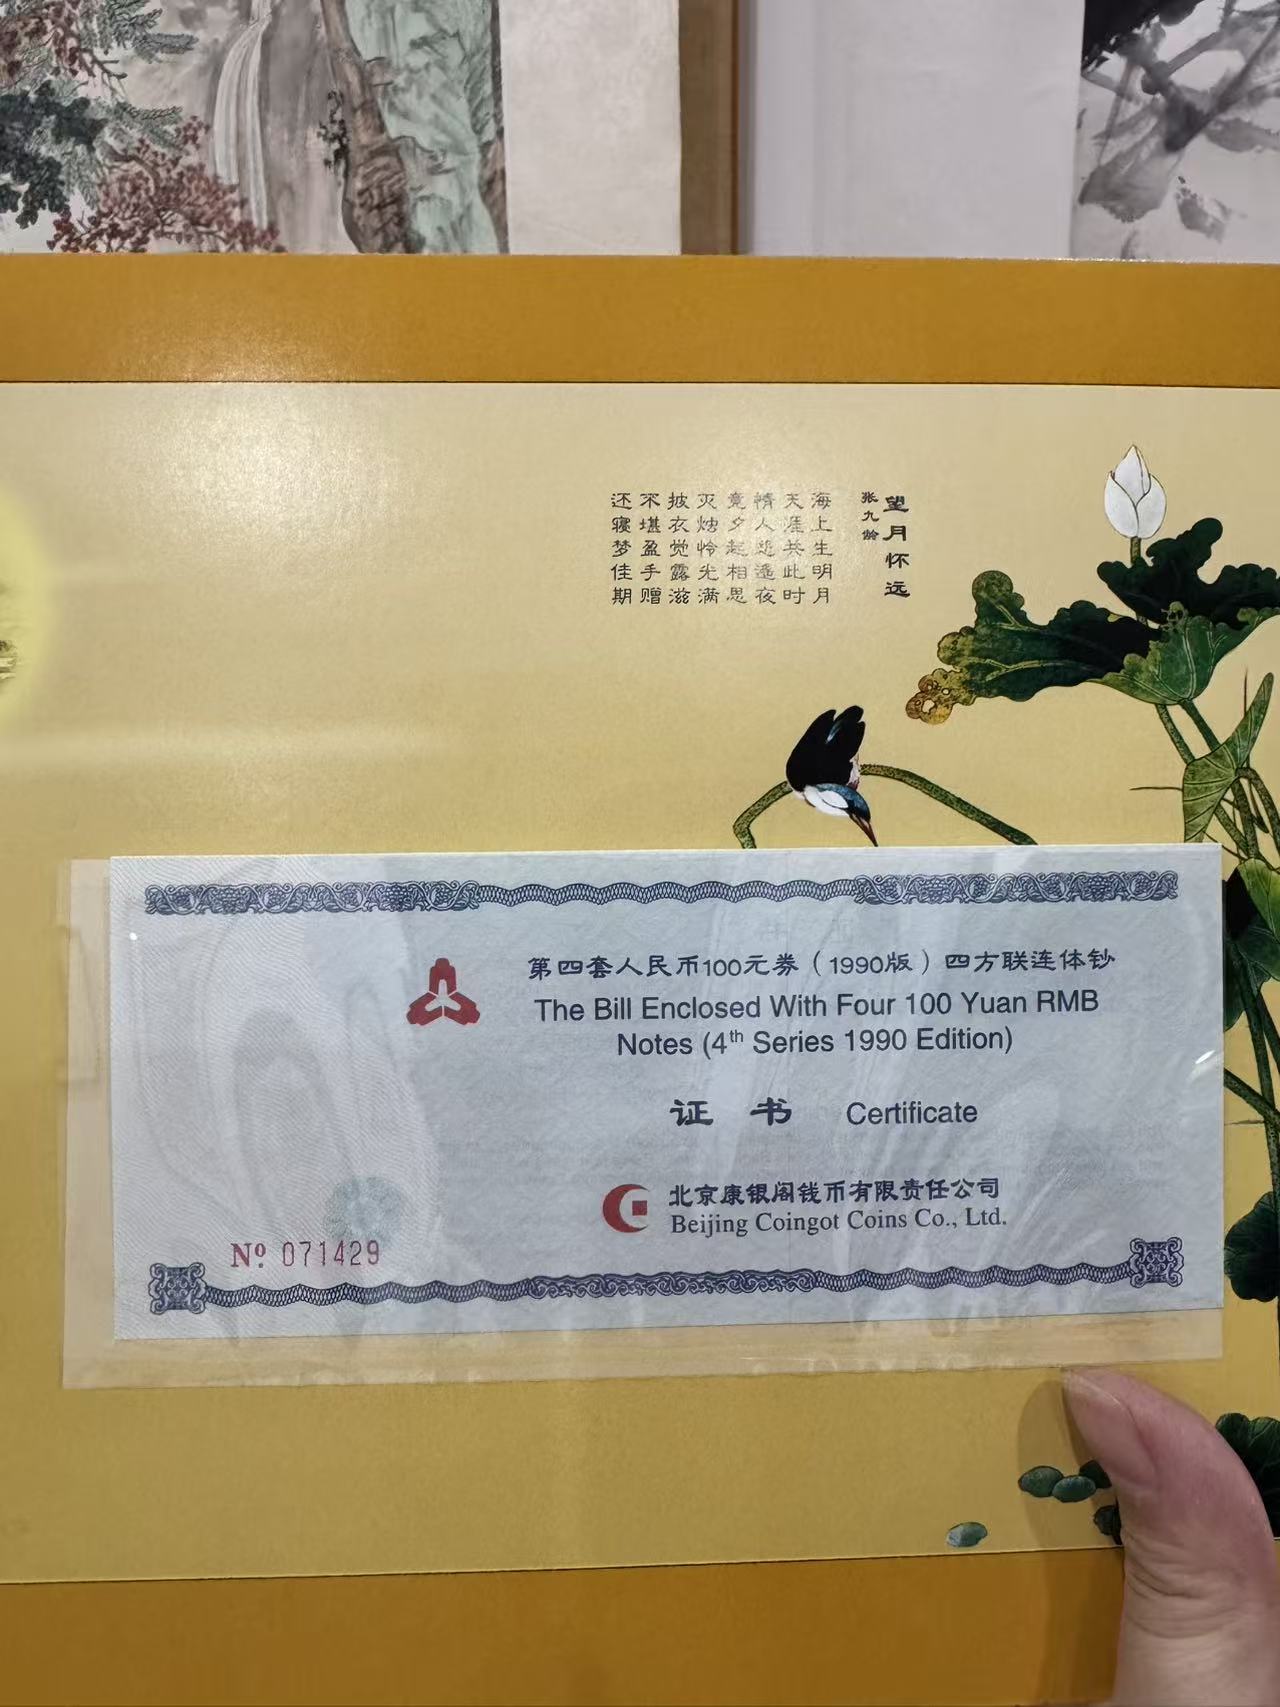 望月怀远
张九龄
海上生明月
天涯共此时
情人怨遥夜
竟夕起相思
灭烛怜光满
披衣觉露滋
不堪盈手赠
还寝梦佳期
第四套人民币100元券（1990版）四方联连体钞
The Bill Enclosed With Four 100 Yuan RMB
Notes (4th Series 1990 Edition)
证 书 Certificate
北京康银阁钱币有限责任公司
Beijing Coingot Coins Co., Ltd.
Nº 071429